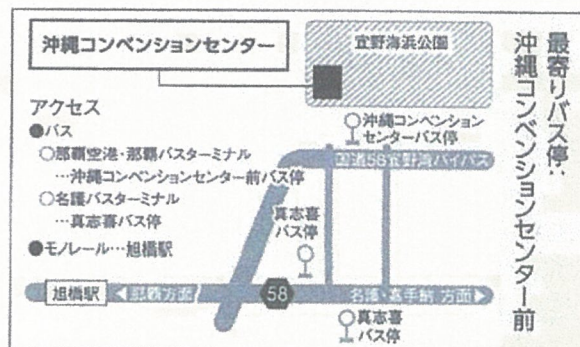 沖縄コンベンションセンター
宜野海浜公園
最寄りバス停：
沖縄コンベンションセンター前
アクセス
●バス
○那覇空港・那覇バスターミナル
…沖縄コンベンションセンター前バス停
○名護バスターミナル
…真志喜バス停
●モノレール…旭橋駅
沖縄コンベンション
センターバス停
国道58宜野湾バイパス
真志喜
バス停
旭橋駅
◀那覇方面
58
名護・嘉手納 方面▶
真志喜
バス停